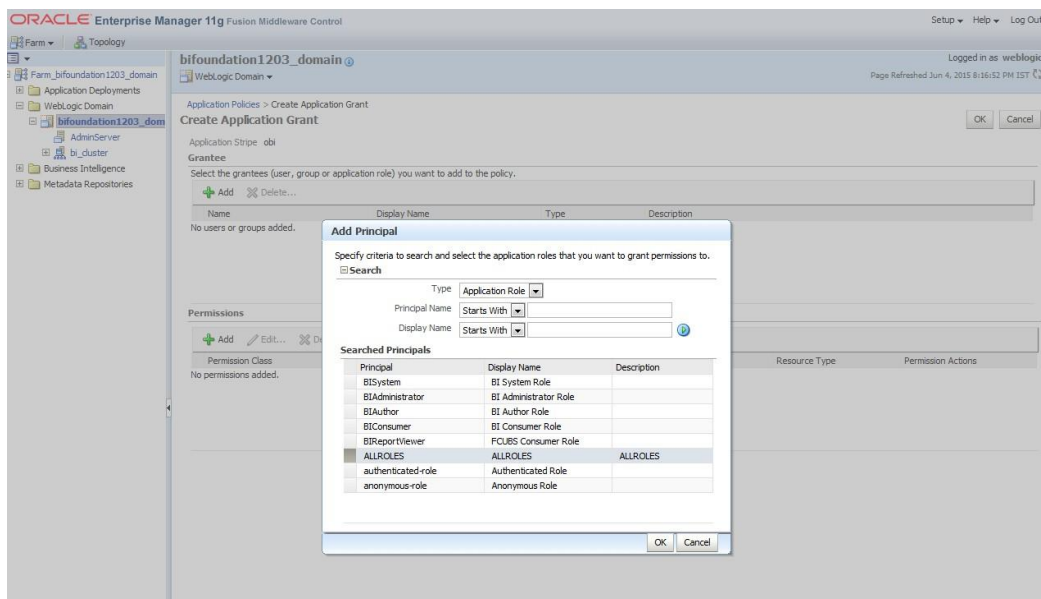 ORACLE Enterprise Manager 11g Fusion Middleware Control
Setup Help Log Out
Farm Topology
Farm_bifoundation1203_domain
Application Deployments
WebLogic Domain
bifoundation1203_dom
AdminServer
bi_cluster
Business Intelligence
Metadata Repositories
bifoundation1203_domain
WebLogic Domain
Logged in as weblogic
Page Refreshed Jun 4, 2015 8:16:52 PM IST
Application Policies > Create Application Grant
Create Application Grant
OK Cancel
Application Stripe obi
Grantee
Select the grantees (user, group or application role) you want to add to the policy.
Add Delete...
Name Display Name Type Description
No users or groups added.
Permissions
Add Edit... De
Permission Class Resource Type Permission Actions
No permissions added.
Add Principal
Specify criteria to search and select the application roles that you want to grant permissions to.
Search
Type Application Role
Principal Name Starts With
Display Name Starts With
Searched Principals
Principal Display Name Description
BISystem BI System Role
BIAdministrator BI Administrator Role
BIAuthor BI Author Role
BIConsumer BI Consumer Role
BIReportViewer FCUBS Consumer Role
ALLROLES ALLROLES ALLROLES
authenticated-role Authenticated Role
anonymous-role Anonymous Role
OK Cancel